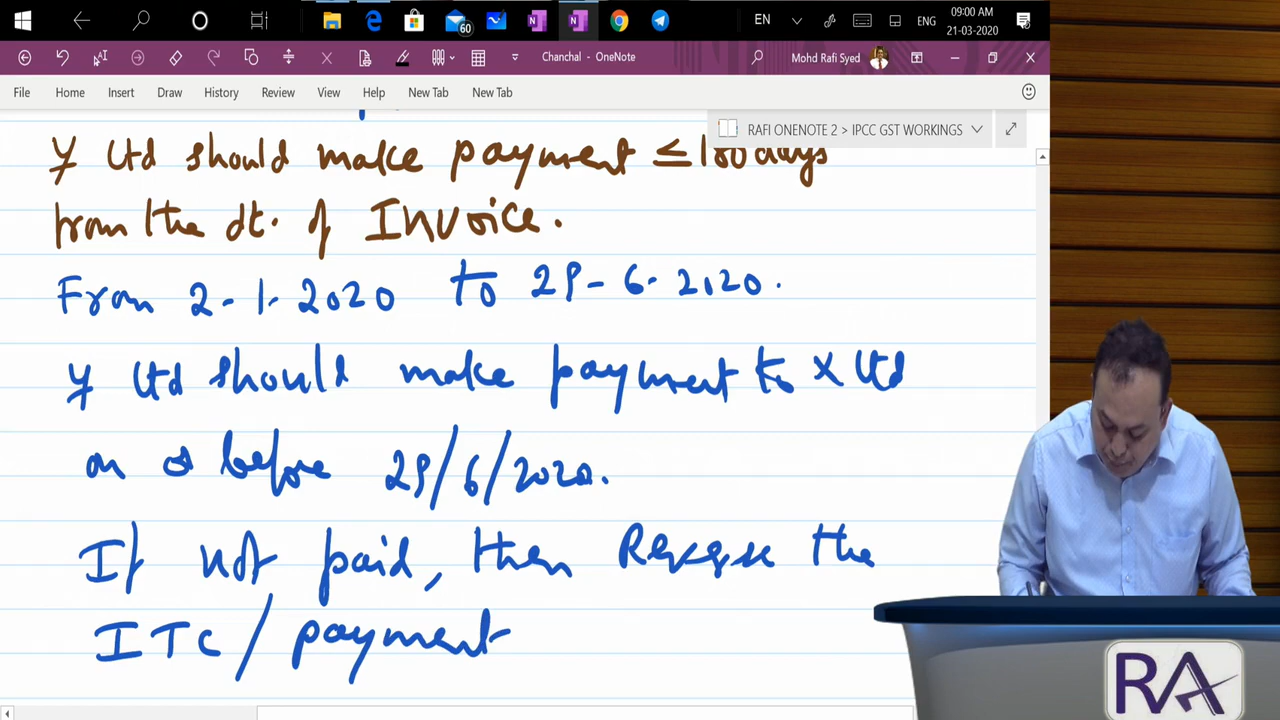 EN
ENG
09:00 AM
21-03-2020
60
Chanchal - OneNote
Mohd Rafi Syed
File Home Insert Draw History Review View Help New Tab New Tab
RAFI ONENOTE 2 > IPCC GST WORKINGS
Y Ltd should make payment ≤ 180 days
from the dt. of Invoice.
From 2-1-2020 to 29-6-2020.
Y Ltd should make payment to X Ltd
on or before 29/6/2020.
If not paid, then Reverse the
ITC/payment
RA